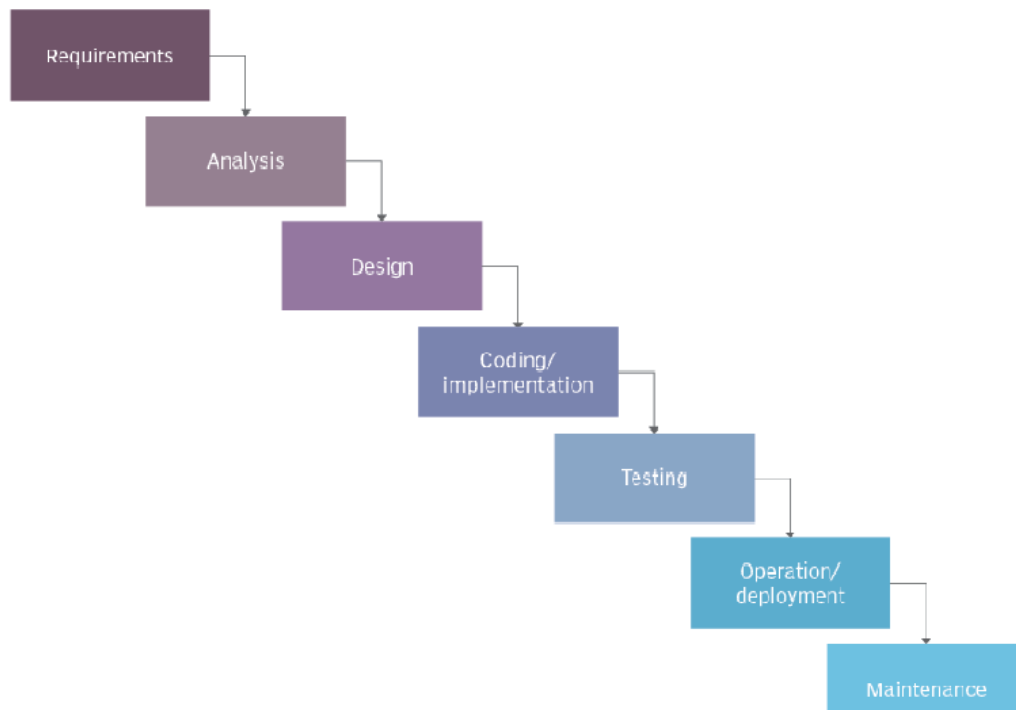 Requirements
Analysis
Design
Coding/
implementation
Testing
Operation/
deployment
Maintenance